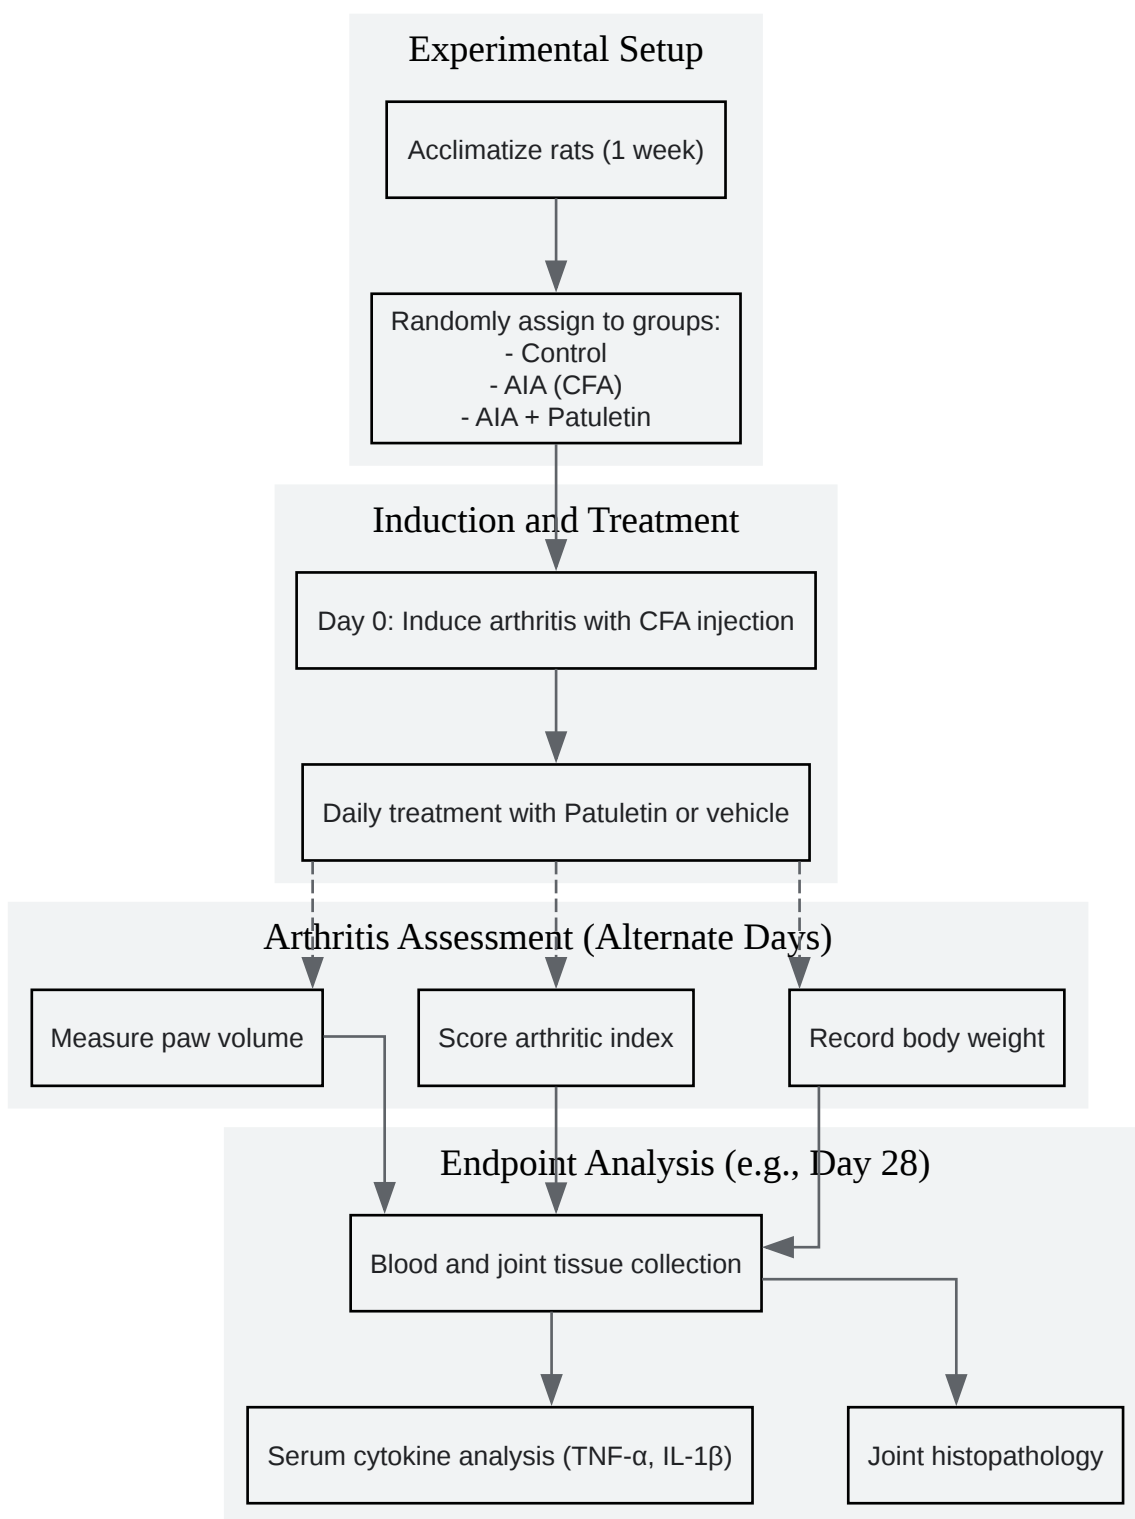 Experimental Setup
Acclimatize rats (1 week)
Randomly assign to groups:
- Control
- AIA (CFA)
- AIA + Patuletin
Induction and Treatment
Day 0: Induce arthritis with CFA injection
Daily treatment with Patuletin or vehicle
Arthritis Assessment (Alternate Days)
Measure paw volume
Score arthritic index
Record body weight
Endpoint Analysis (e.g., Day 28)
Blood and joint tissue collection
Serum cytokine analysis (TNF-α, IL-1β)
Joint histopathology